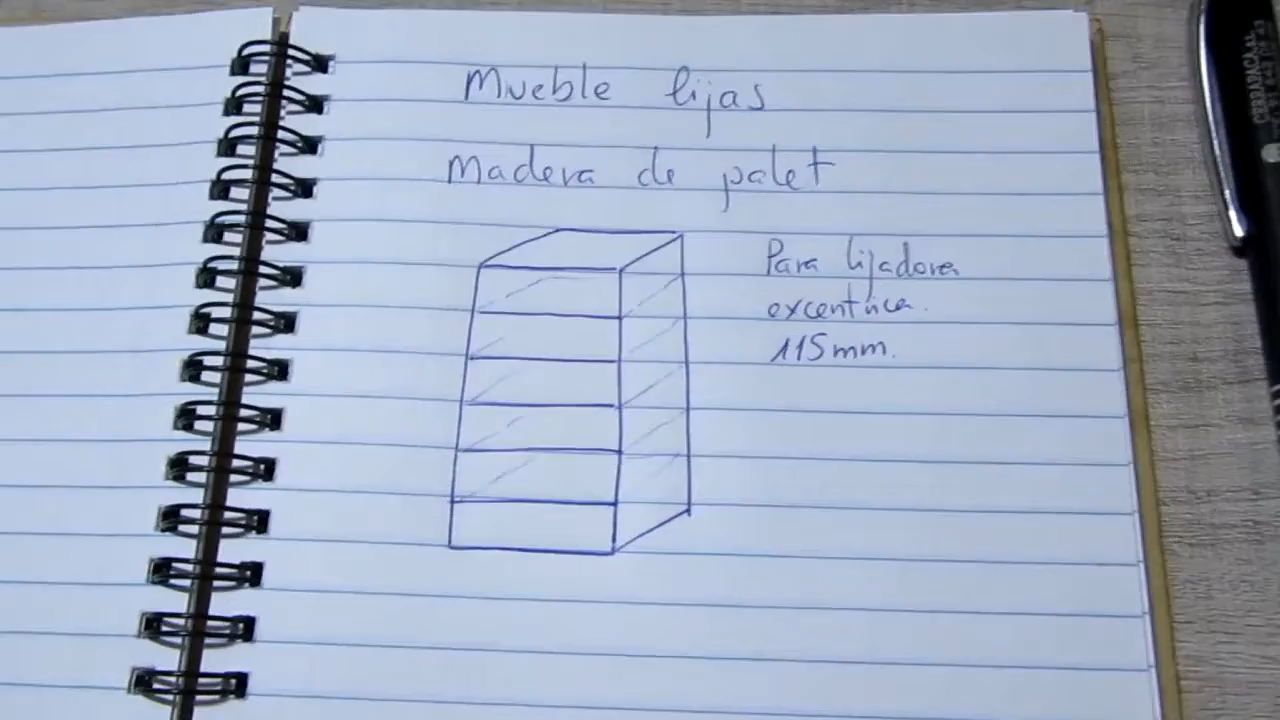 Mueble lijas
Madera de palet
Para lijadora
excentrica.
115mm.